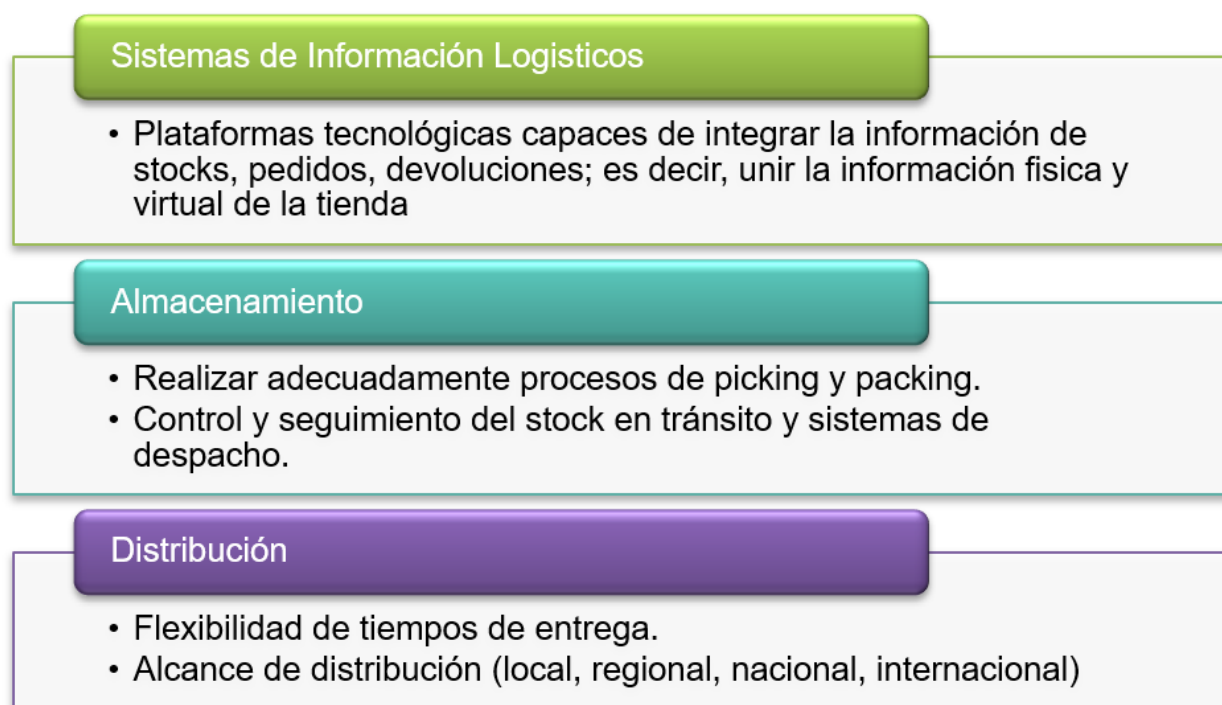 Sistemas de Información Logisticos
• Plataformas tecnológicas capaces de integrar la información de
stocks, pedidos, devoluciones; es decir, unir la información fisica y
virtual de la tienda
Almacenamiento
• Realizar adecuadamente procesos de picking y packing.
• Control y seguimiento del stock en tránsito y sistemas de
despacho.
Distribución
• Flexibilidad de tiempos de entrega.
• Alcance de distribución (local, regional, nacional, internacional)